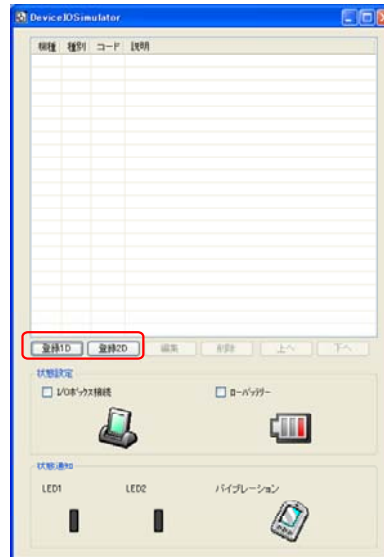 DeviceIOSimulator
機種 種別 コード 説明
登録1D 登録2D 編集 削除 上へ 下へ
状態設定
I/Oボックス接続 ローバッテリー
状態通知
LED1 LED2 バイブレーション